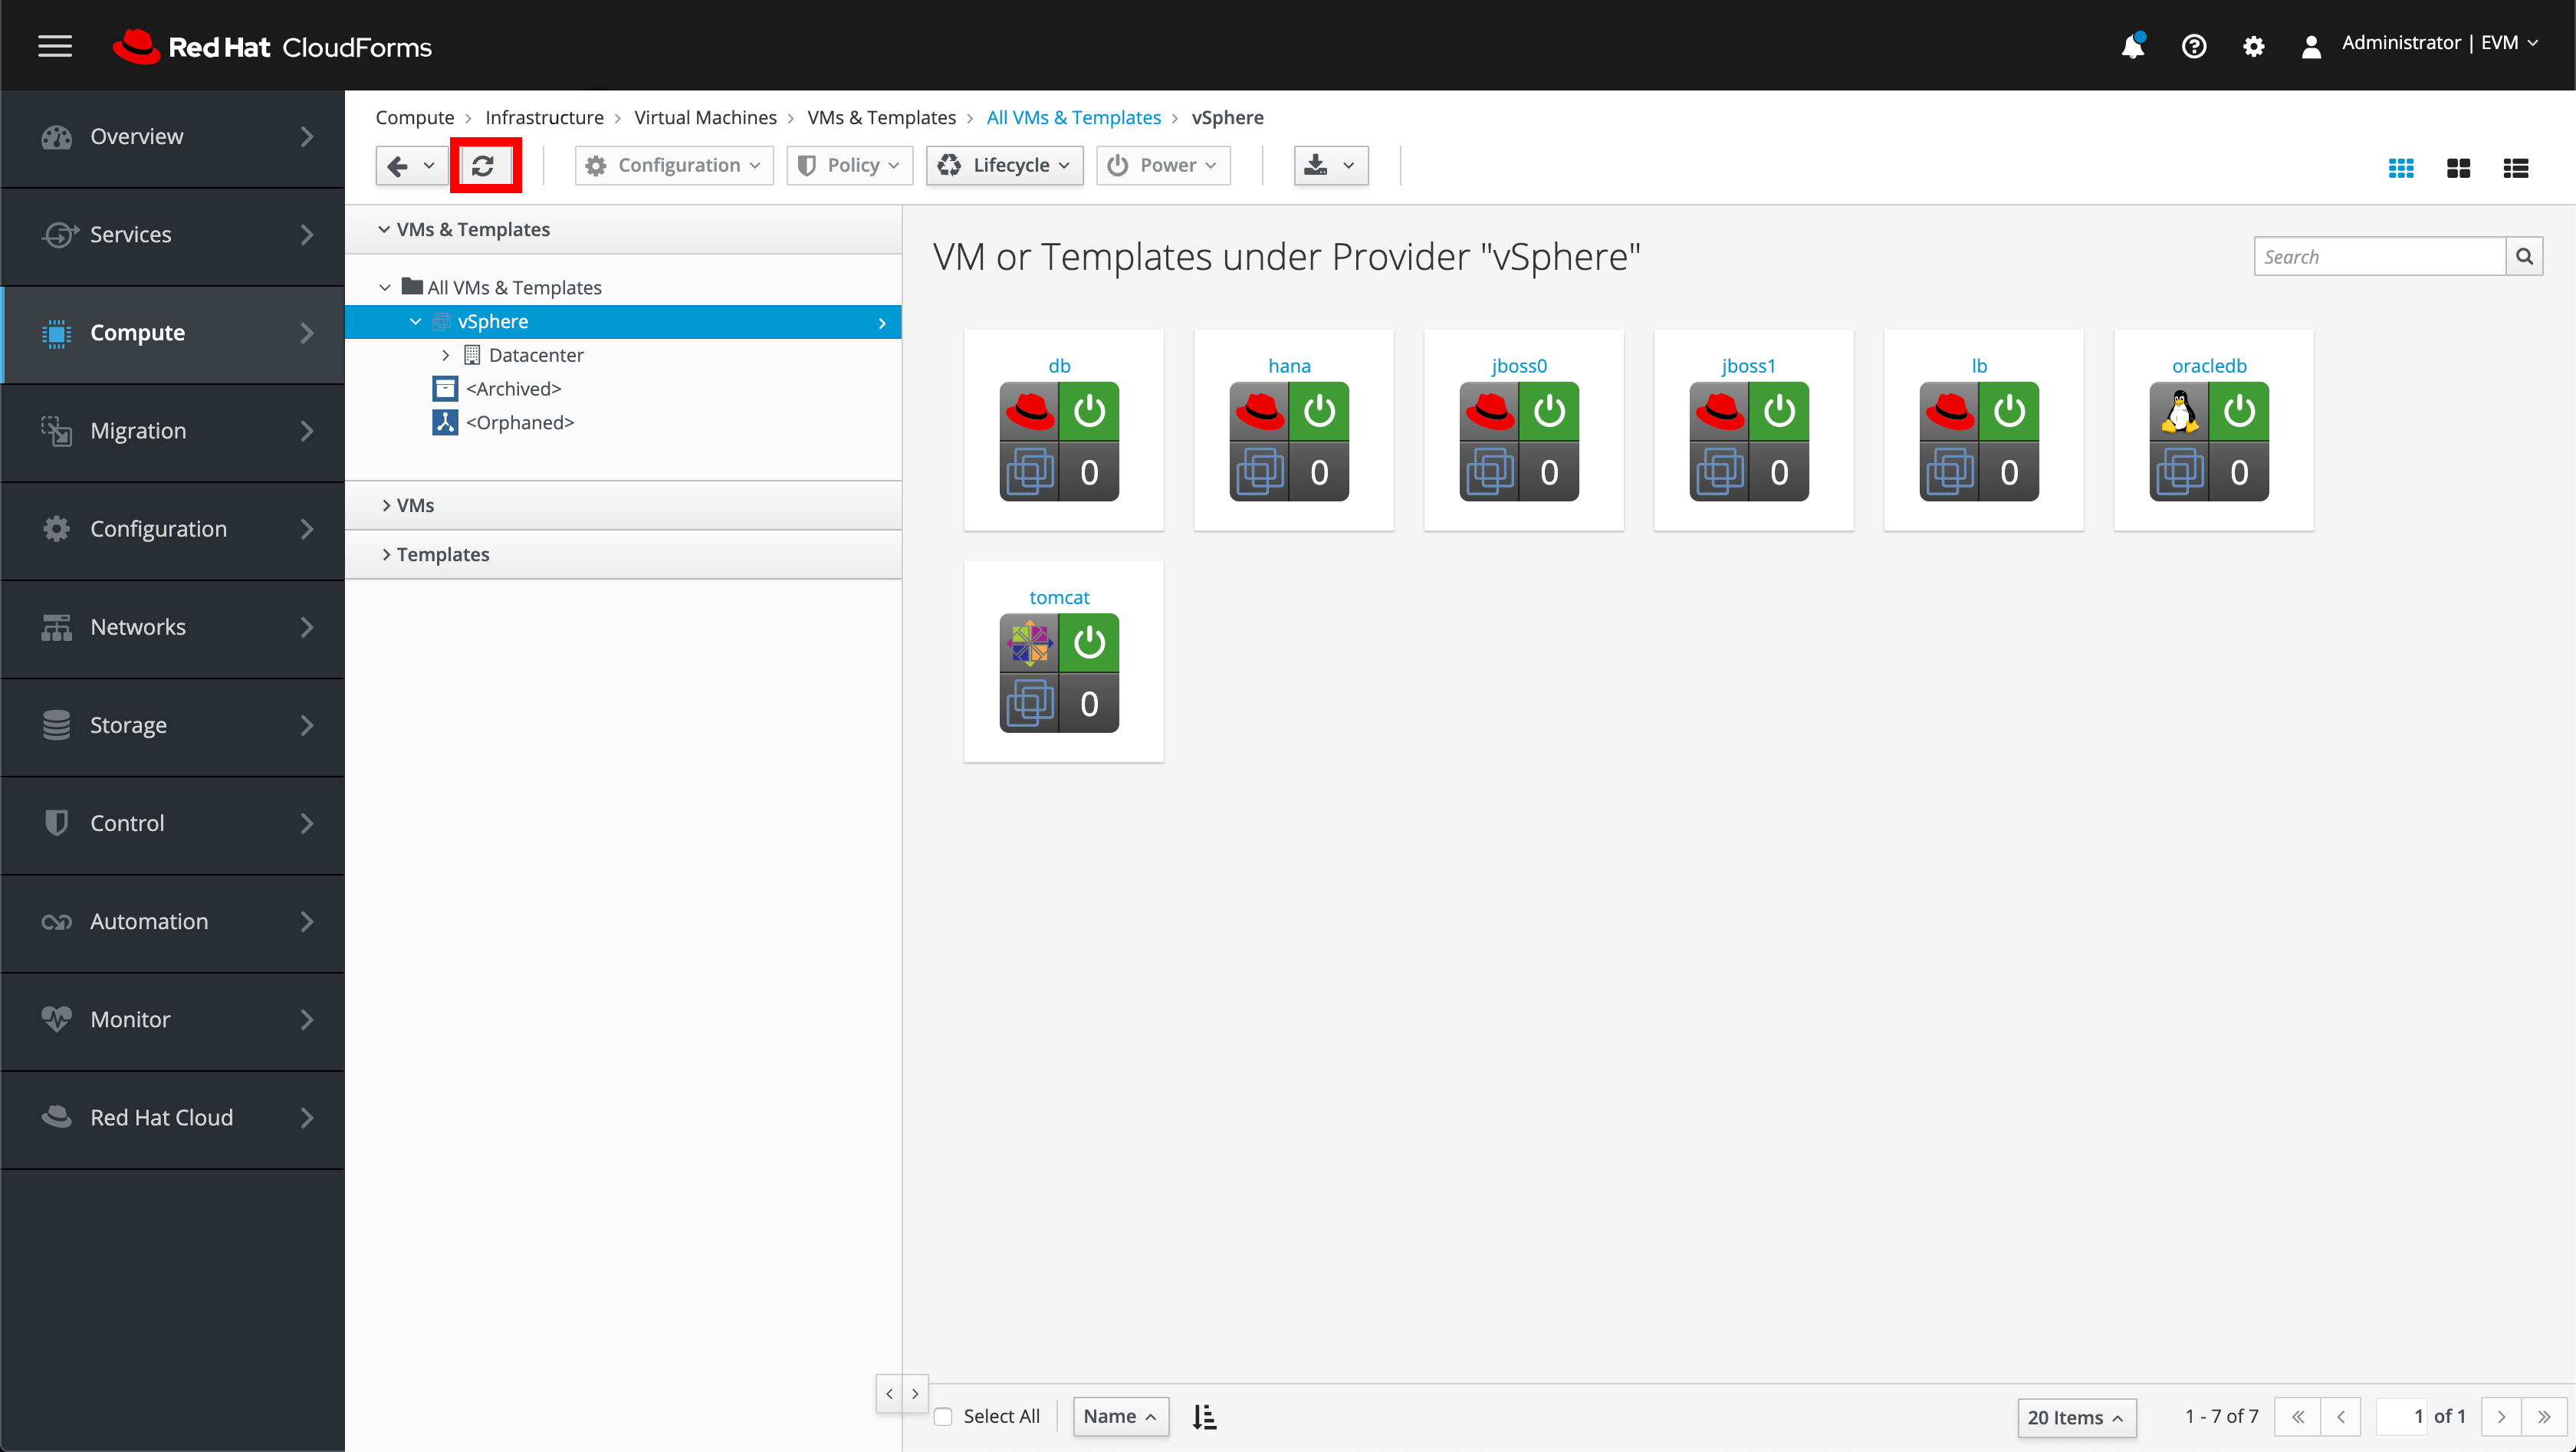 Red Hat CloudForms
Administrator | EVM
Overview
Services
Compute
Migration
Configuration
Networks
Storage
Control
Automation
Monitor
Red Hat Cloud
Compute > Infrastructure > Virtual Machines > VMs & Templates > All VMs & Templates > vSphere
Configuration
Policy
Lifecycle
Power
VMs & Templates
All VMs & Templates
vSphere
Datacenter
<Archived>
<Orphaned>
VMs
Templates
VM or Templates under Provider "vSphere"
Search
db
0
hana
0
jboss0
0
jboss1
0
lb
0
oracledb
0
tomcat
0
Select All
Name
20 Items
1 - 7 of 7
1 of 1